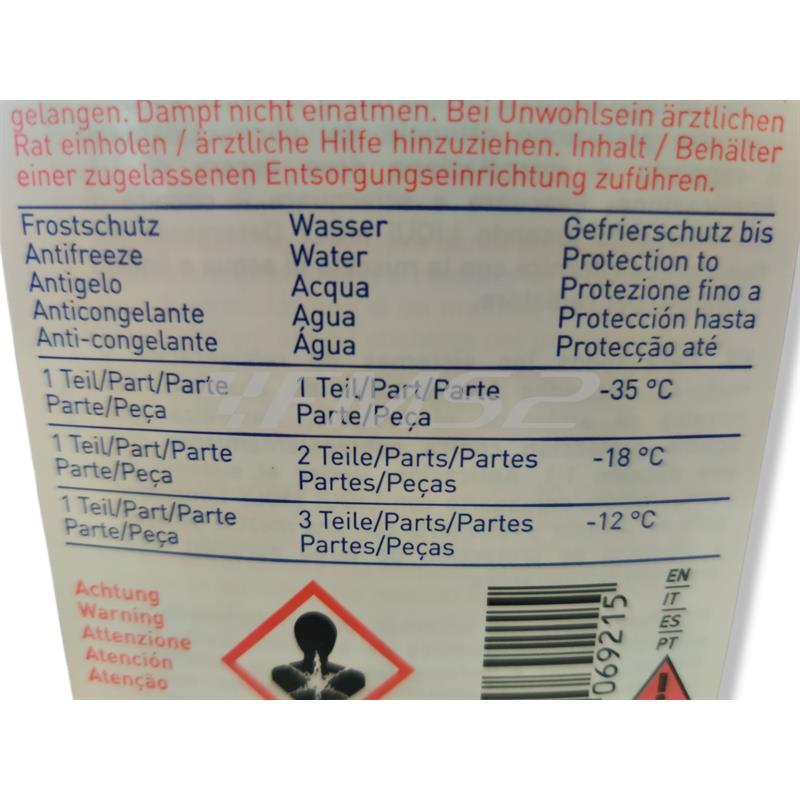 gelangen. Dampf nicht einatmen. Bei Unwohlsein ärztlichen
Rat einholen / ärztliche Hilfe hinzuziehen. Inhalt / Behälter
einer zugelassenen Entsorgungseinrichtung zuführen.
Frostschutz Wasser Gefrierschutz bis
Antifreeze Water Protection to
Antigelo Acqua Protezione fino a
Anticongelante Agua Protección hasta
Anti-congelante Água Protecção até
1 Teil/Part/Parte 1 Teil/Part/Parte -35 °C
Parte/Peça Parte/Peça
1 Teil/Part/Parte 2 Teile/Parts/Partes -18 °C
Parte/Peça Partes/Peças
1 Teil/Part/Parte 3 Teile/Parts/Partes -12 °C
Parte/Peça Partes/Peças
Achtung
Warning
Attenzione
Atención
Atenção
069215
EN
IT
ES
PT